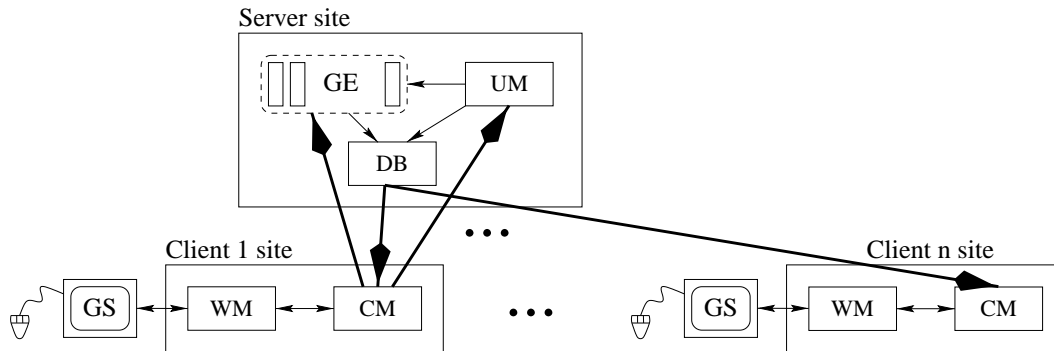 Server site
GE
UM
DB
Client 1 site
Client n site
GS
WM
CM
GS
WM
CM